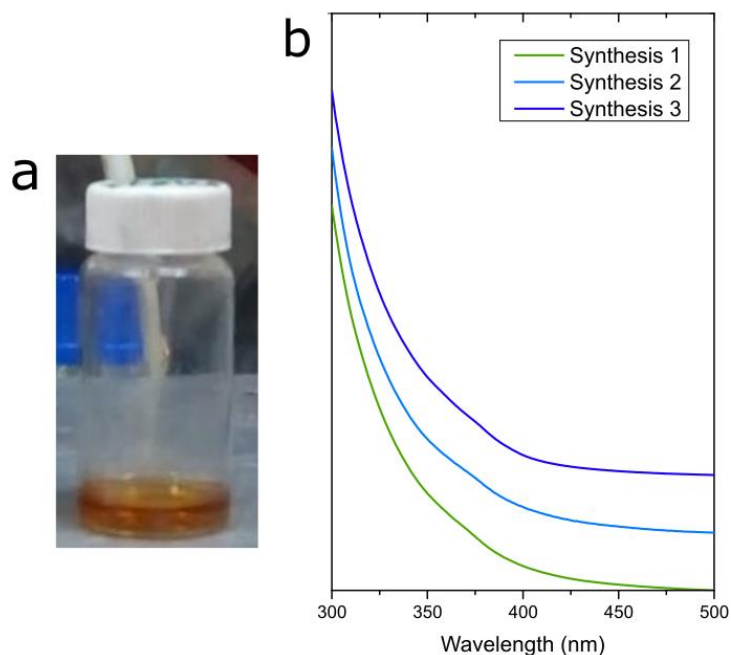 a
b
Synthesis 1
Synthesis 2
Synthesis 3
300 350 400 450 500
Wavelength (nm)